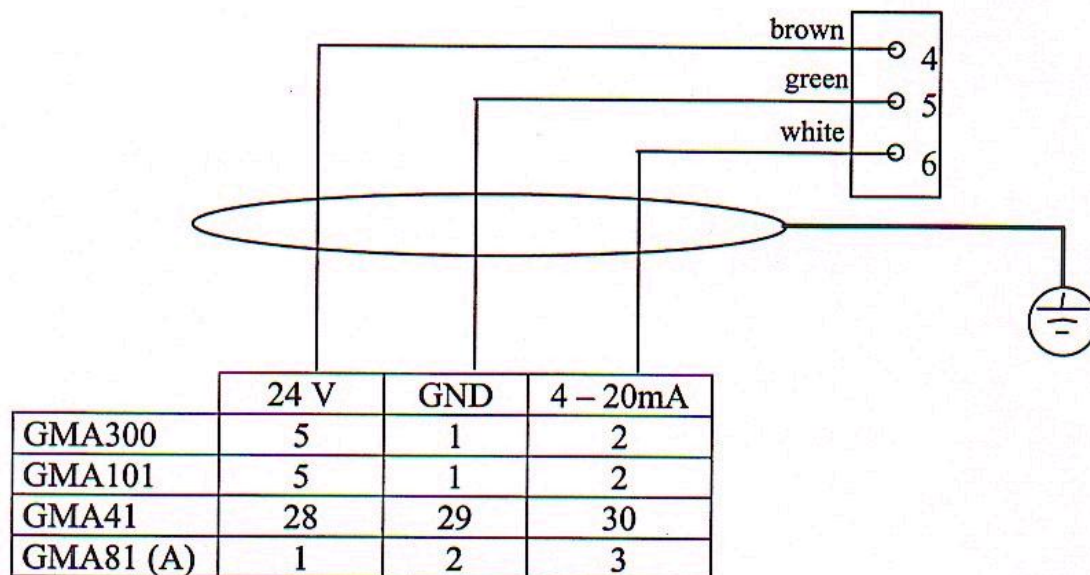 brown
4
green
5
white
6
24 V GND 4 – 20mA
GMA300 5 1 2
GMA101 5 1 2
GMA41 28 29 30
GMA81 (A) 1 2 3